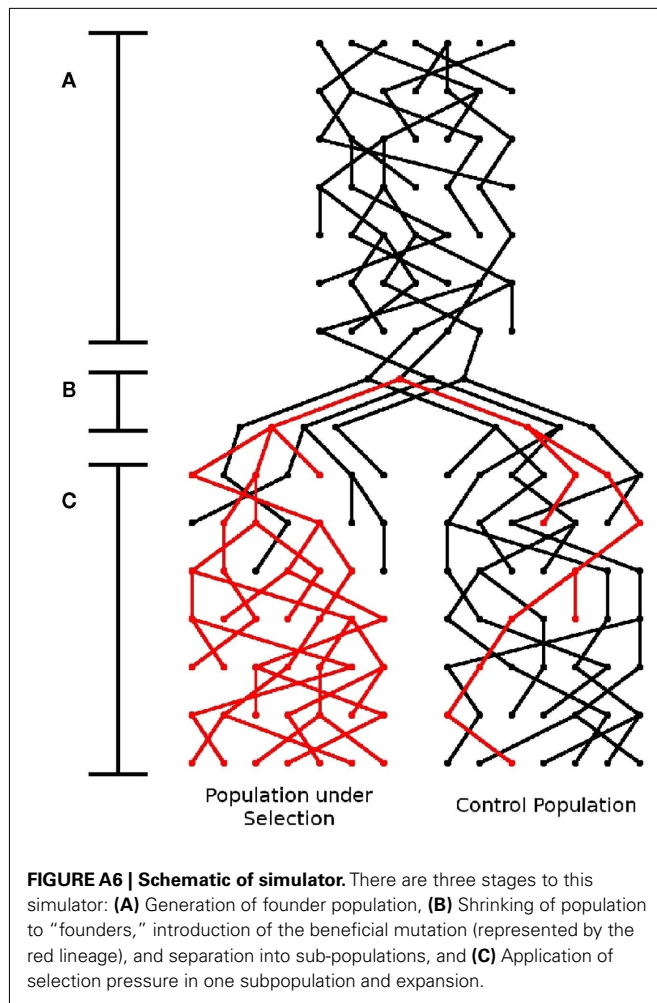 A
B
C
Population under
Selection
Control Population
FIGURE A6 | Schematic of simulator. There are three stages to this
simulator: (A) Generation of founder population, (B) Shrinking of population
to “founders,” introduction of the beneficial mutation (represented by the
red lineage), and separation into sub-populations, and (C) Application of
selection pressure in one subpopulation and expansion.